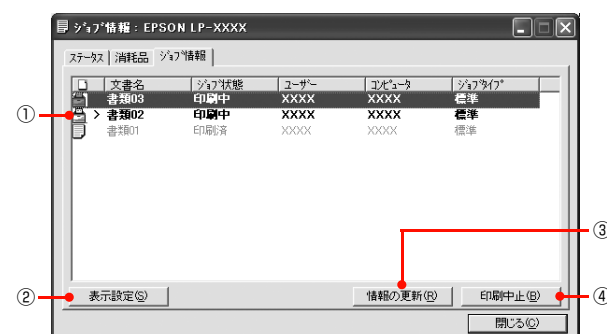 ジョブ情報 : EPSON LP-XXXX
ステータス 消耗品 ジョブ情報
文書名 ジョブ状態 ユーザー コンピュータ ジョブタイプ
書類03 印刷中 XXXX XXXX 標準
① > 書類02 印刷中 XXXX XXXX 標準
書類01 印刷済 XXXX XXXX 標準
③
② 表示設定(S) 情報の更新(R) 印刷中止(B) ④
閉じる(C)